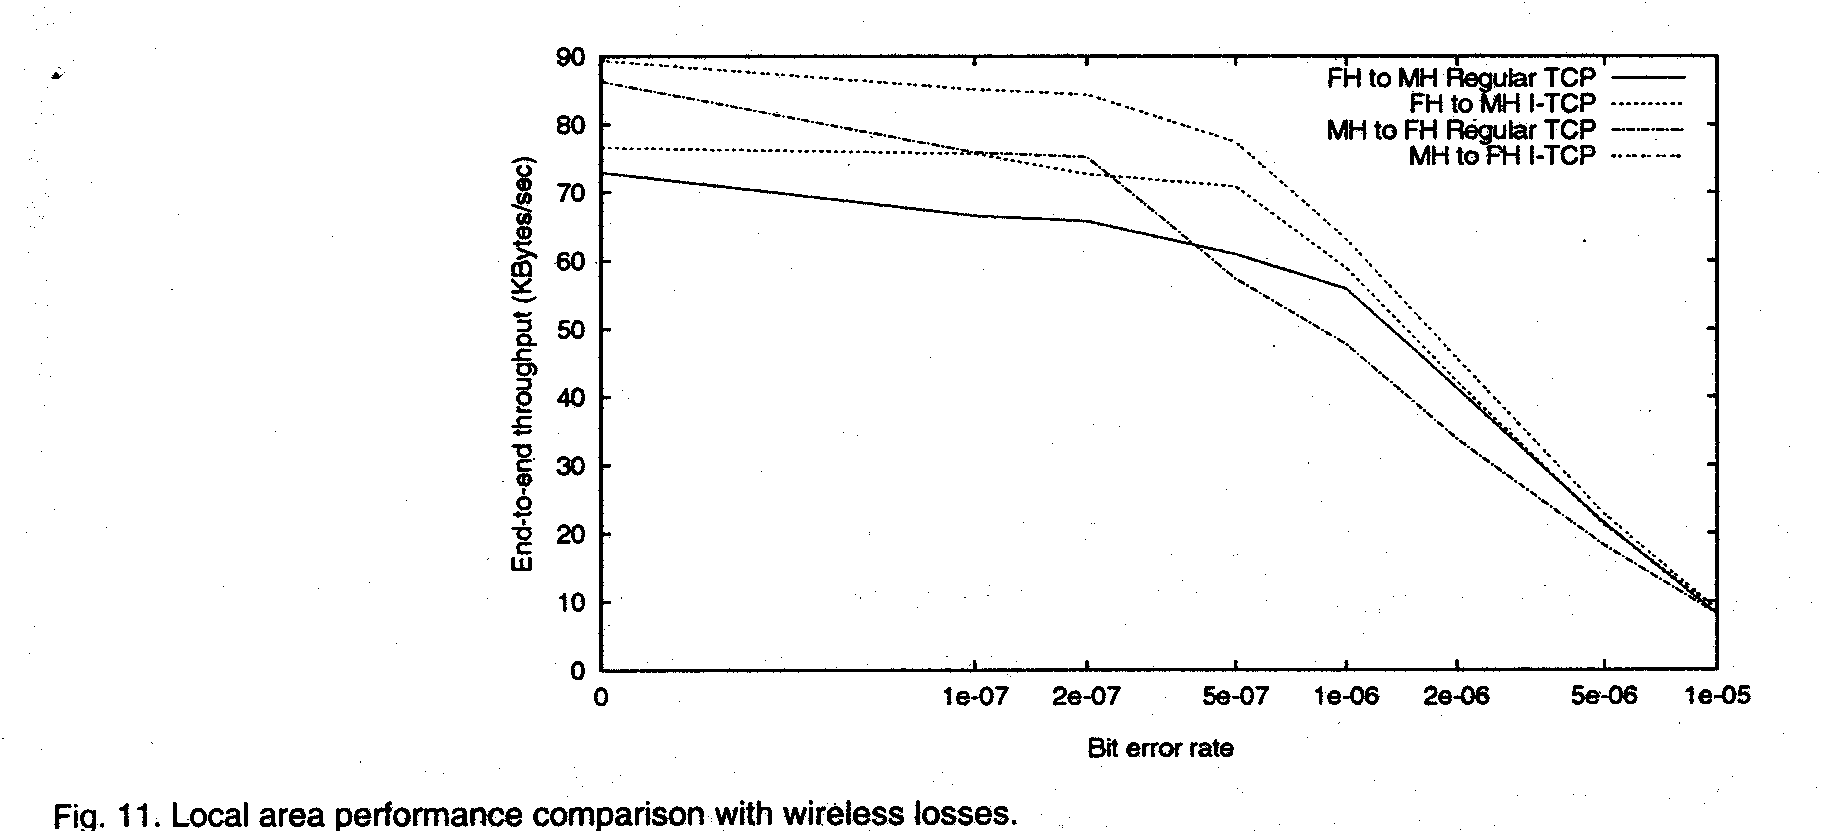 90
80
70
60
50
40
30
20
10
0
End-to-end throughput (KBytes/sec)
FH to MH Regular TCP
FH to MH I-TCP
MH to FH Regular TCP
MH to FH I-TCP
0 1e-07 2e-07 5e-07 1e-06 2e-06 5e-06 1e-05
Bit error rate
Fig. 11. Local area performance comparison with wireless losses.